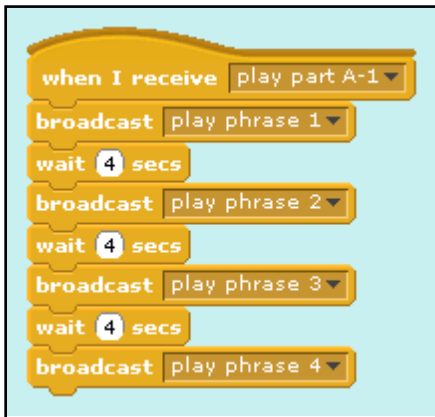 when I receive play part A-1
broadcast play phrase 1
wait 4 secs
broadcast play phrase 2
wait 4 secs
broadcast play phrase 3
wait 4 secs
broadcast play phrase 4